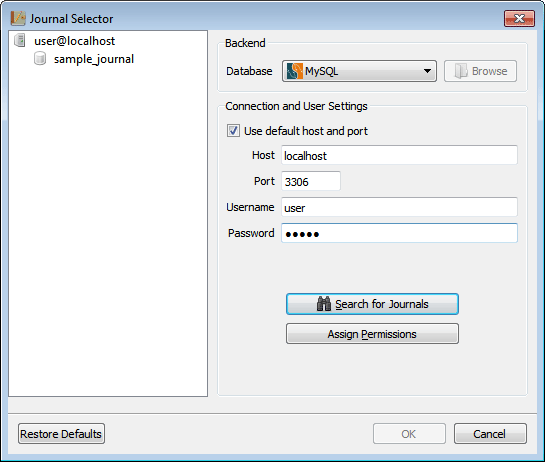 Journal Selector
user@localhost
sample_journal
Backend
Database MySQL Browse
Connection and User Settings
Use default host and port
Host localhost
Port 3306
Username user
Password •••••
Search for Journals
Assign Permissions
Restore Defaults OK Cancel